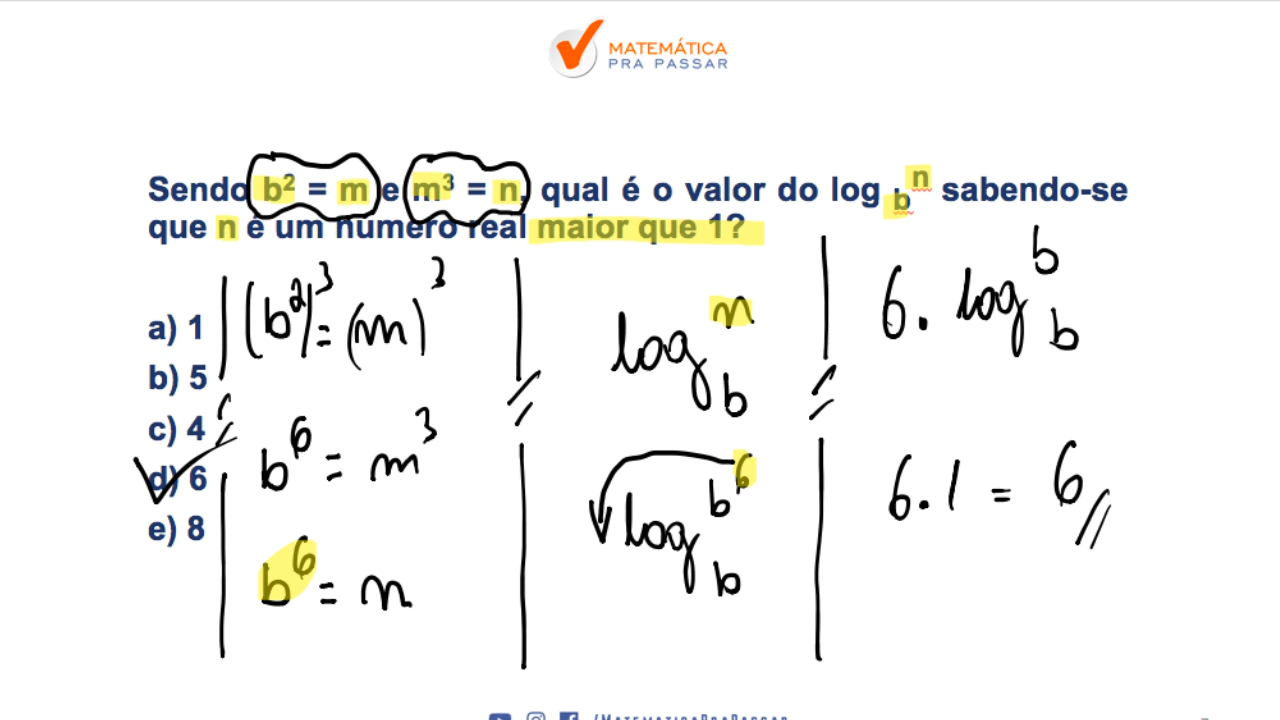 MATEMÁTICA
PRA PASSAR
Sendo b² = m e m³ = n, qual é o valor do log b n sabendo-se
que n é um número real maior que 1?
a) 1
b) 5
c) 4
d) 6
e) 8
(b²)³ = (m)³
b⁶ = m³
b⁶ = n
log b n
log b b⁶
6 . log b b
6 . 1 = 6
/MATEMATICAPRAPASSAR